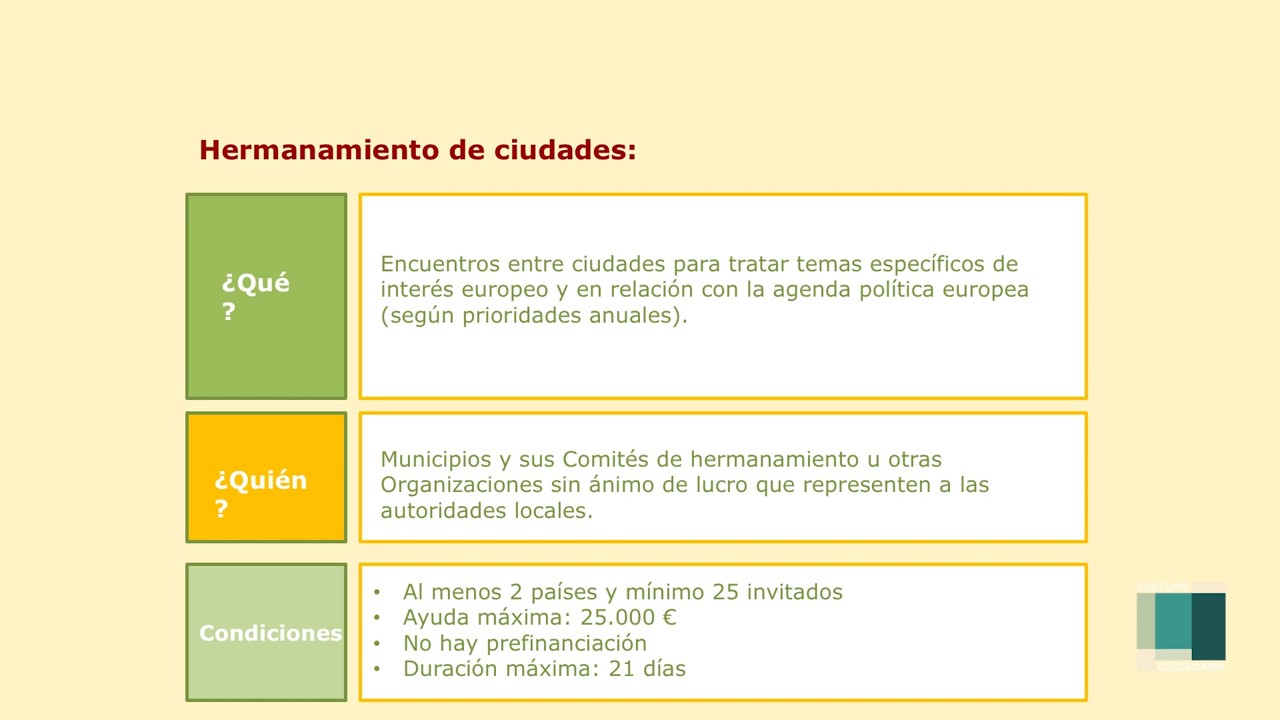 Hermanamiento de ciudades:
¿Qué
?
Encuentros entre ciudades para tratar temas específicos de
interés europeo y en relación con la agenda política europea
(según prioridades anuales).
¿Quién
?
Municipios y sus Comités de hermanamiento u otras
Organizaciones sin ánimo de lucro que representen a las
autoridades locales.
Condiciones
• Al menos 2 países y mínimo 25 invitados
• Ayuda máxima: 25.000 €
• No hay prefinanciación
• Duración máxima: 21 días
CULTURA
CIUDADANÍA